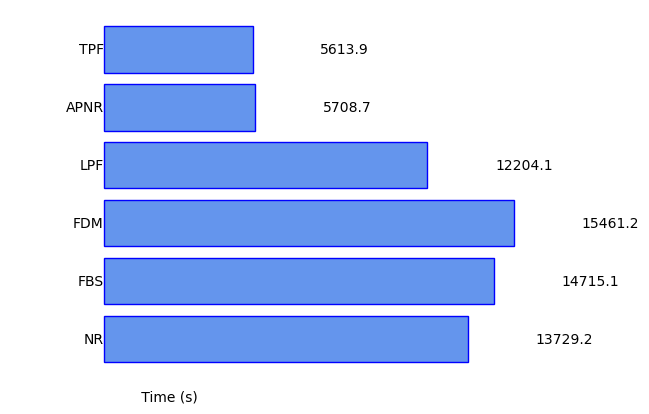 TPF 5613.9
APNR 5708.7
LPF 12204.1
FDM 15461.2
FBS 14715.1
NR 13729.2
Time (s)